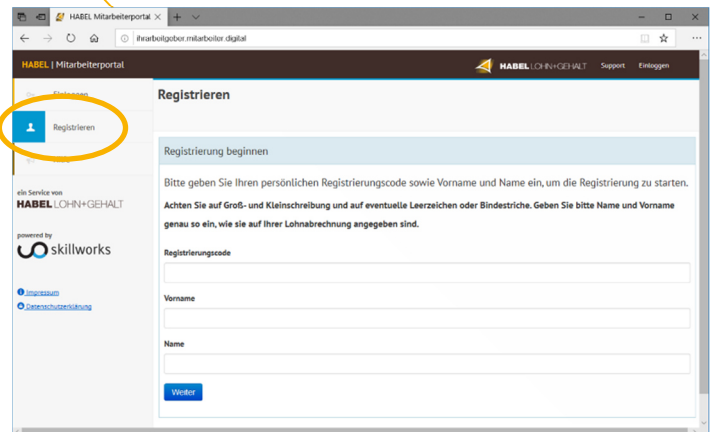 HABEL Mitarbeiterportal
ihrarbeitgeber.mitarbeiter.digital
HABEL | Mitarbeiterportal
HABEL LOHN+GEHALT Support Einloggen
Einloggen
Registrieren
ein Service von
HABEL LOHN+GEHALT
powered by
skillworks
Impressum
Datenschutzerklärung
Registrieren
Registrierung beginnen
Bitte geben Sie Ihren persönlichen Registrierungscode sowie Vorname und Name ein, um die Registrierung zu starten.
Achten Sie auf Groß- und Kleinschreibung und auf eventuelle Leerzeichen oder Bindestriche. Geben Sie bitte Name und Vorname
genau so ein, wie sie auf Ihrer Lohnabrechnung angegeben sind.
Registrierungscode
Vorname
Name
Weiter